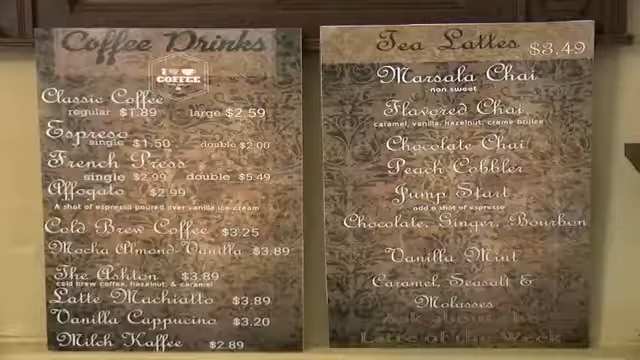 Coffee Drinks
I COFFEE
Classic Coffee
regular $1.89 large $2.59
Espreso
single $1.50 double $2.00
French Press
single $2.99 double $5.49
Affogato $2.99
A shot of espresso poured over vanilla ice cream
Cold Brew Coffee $3.25
Mocha Almond-Vanilla $3.89
The Ashton $3.89
cold brew coffee, hazelnut, & caramel
Latte Machiatto $3.89
Vanilla Cappucino $3.20
Milch Kaffee $2.89
Tea Lattes $3.49
Marsala Chai
non sweet
Flavored Chai
caramel, vanilla, hazelnut, creme brulee
Chocolate Chai
Peach Cobbler
Jump Start
add a shot of espresso
Chocolate, Ginger, Bourbon
Vanilla Mint
Caramel, Seasalt &
Molasses
Ask about the
Latte of the Week